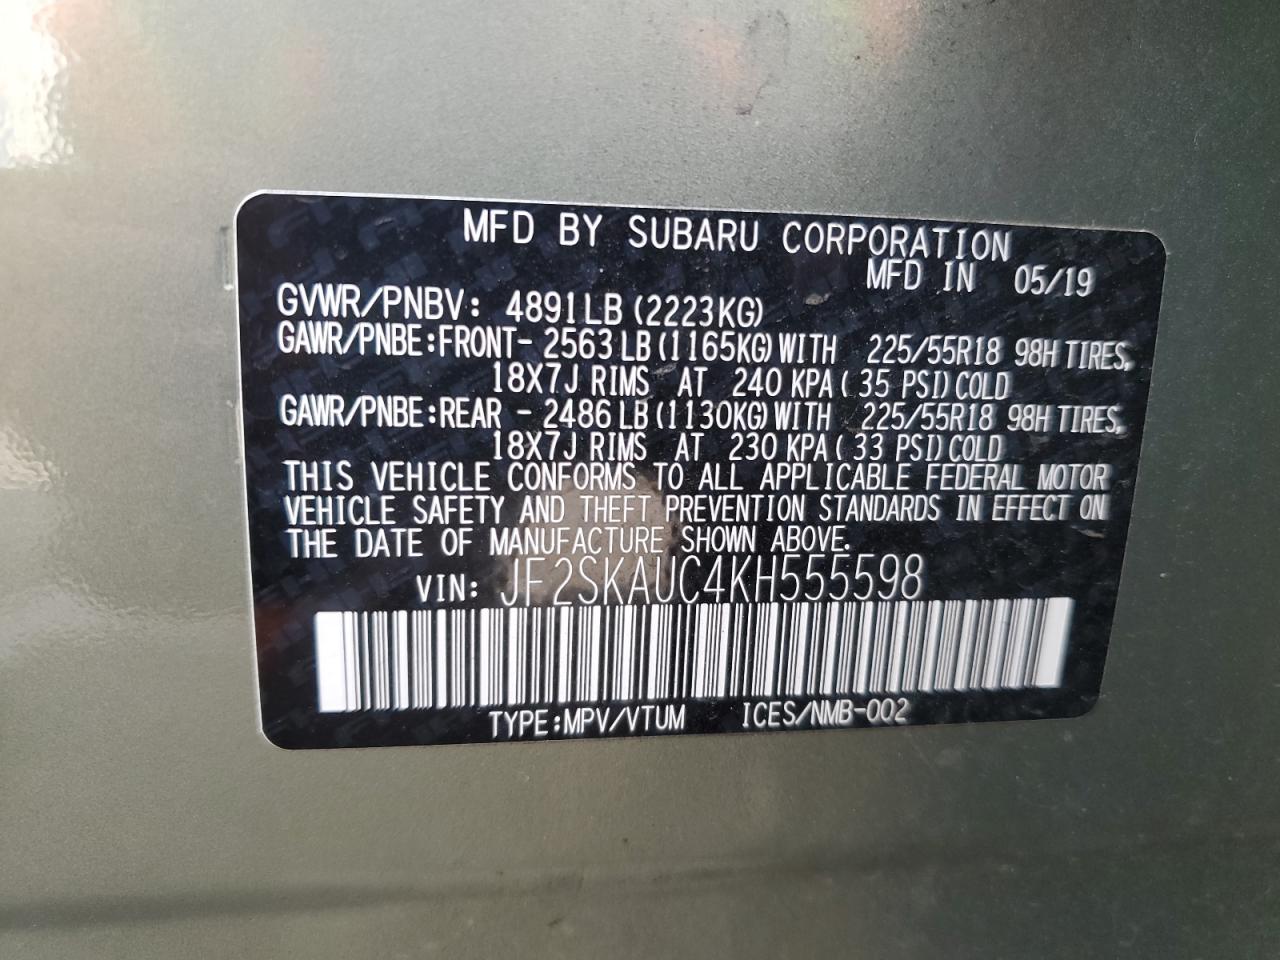 MFD BY SUBARU CORPORATION
MFD IN 05/19
GVWR/PNBV: 4891LB (2223KG)
GAWR/PNBE:FRONT- 2563 LB (1165KG) WITH 225/55R18 98H TIRES,
18X7J RIMS AT 240 KPA ( 35 PSI) COLD
GAWR/PNBE:REAR - 2486 LB (1130KG) WITH 225/55R18 98H TIRES,
18X7J RIMS AT 230 KPA ( 33 PSI) COLD
THIS VEHICLE CONFORMS TO ALL APPLICABLE FEDERAL MOTOR
VEHICLE SAFETY AND THEFT PREVENTION STANDARDS IN EFFECT ON
THE DATE OF MANUFACTURE SHOWN ABOVE.
VIN: JF2SKAUC4KH555598
TYPE:MPV/VTUM ICES/NMB-002